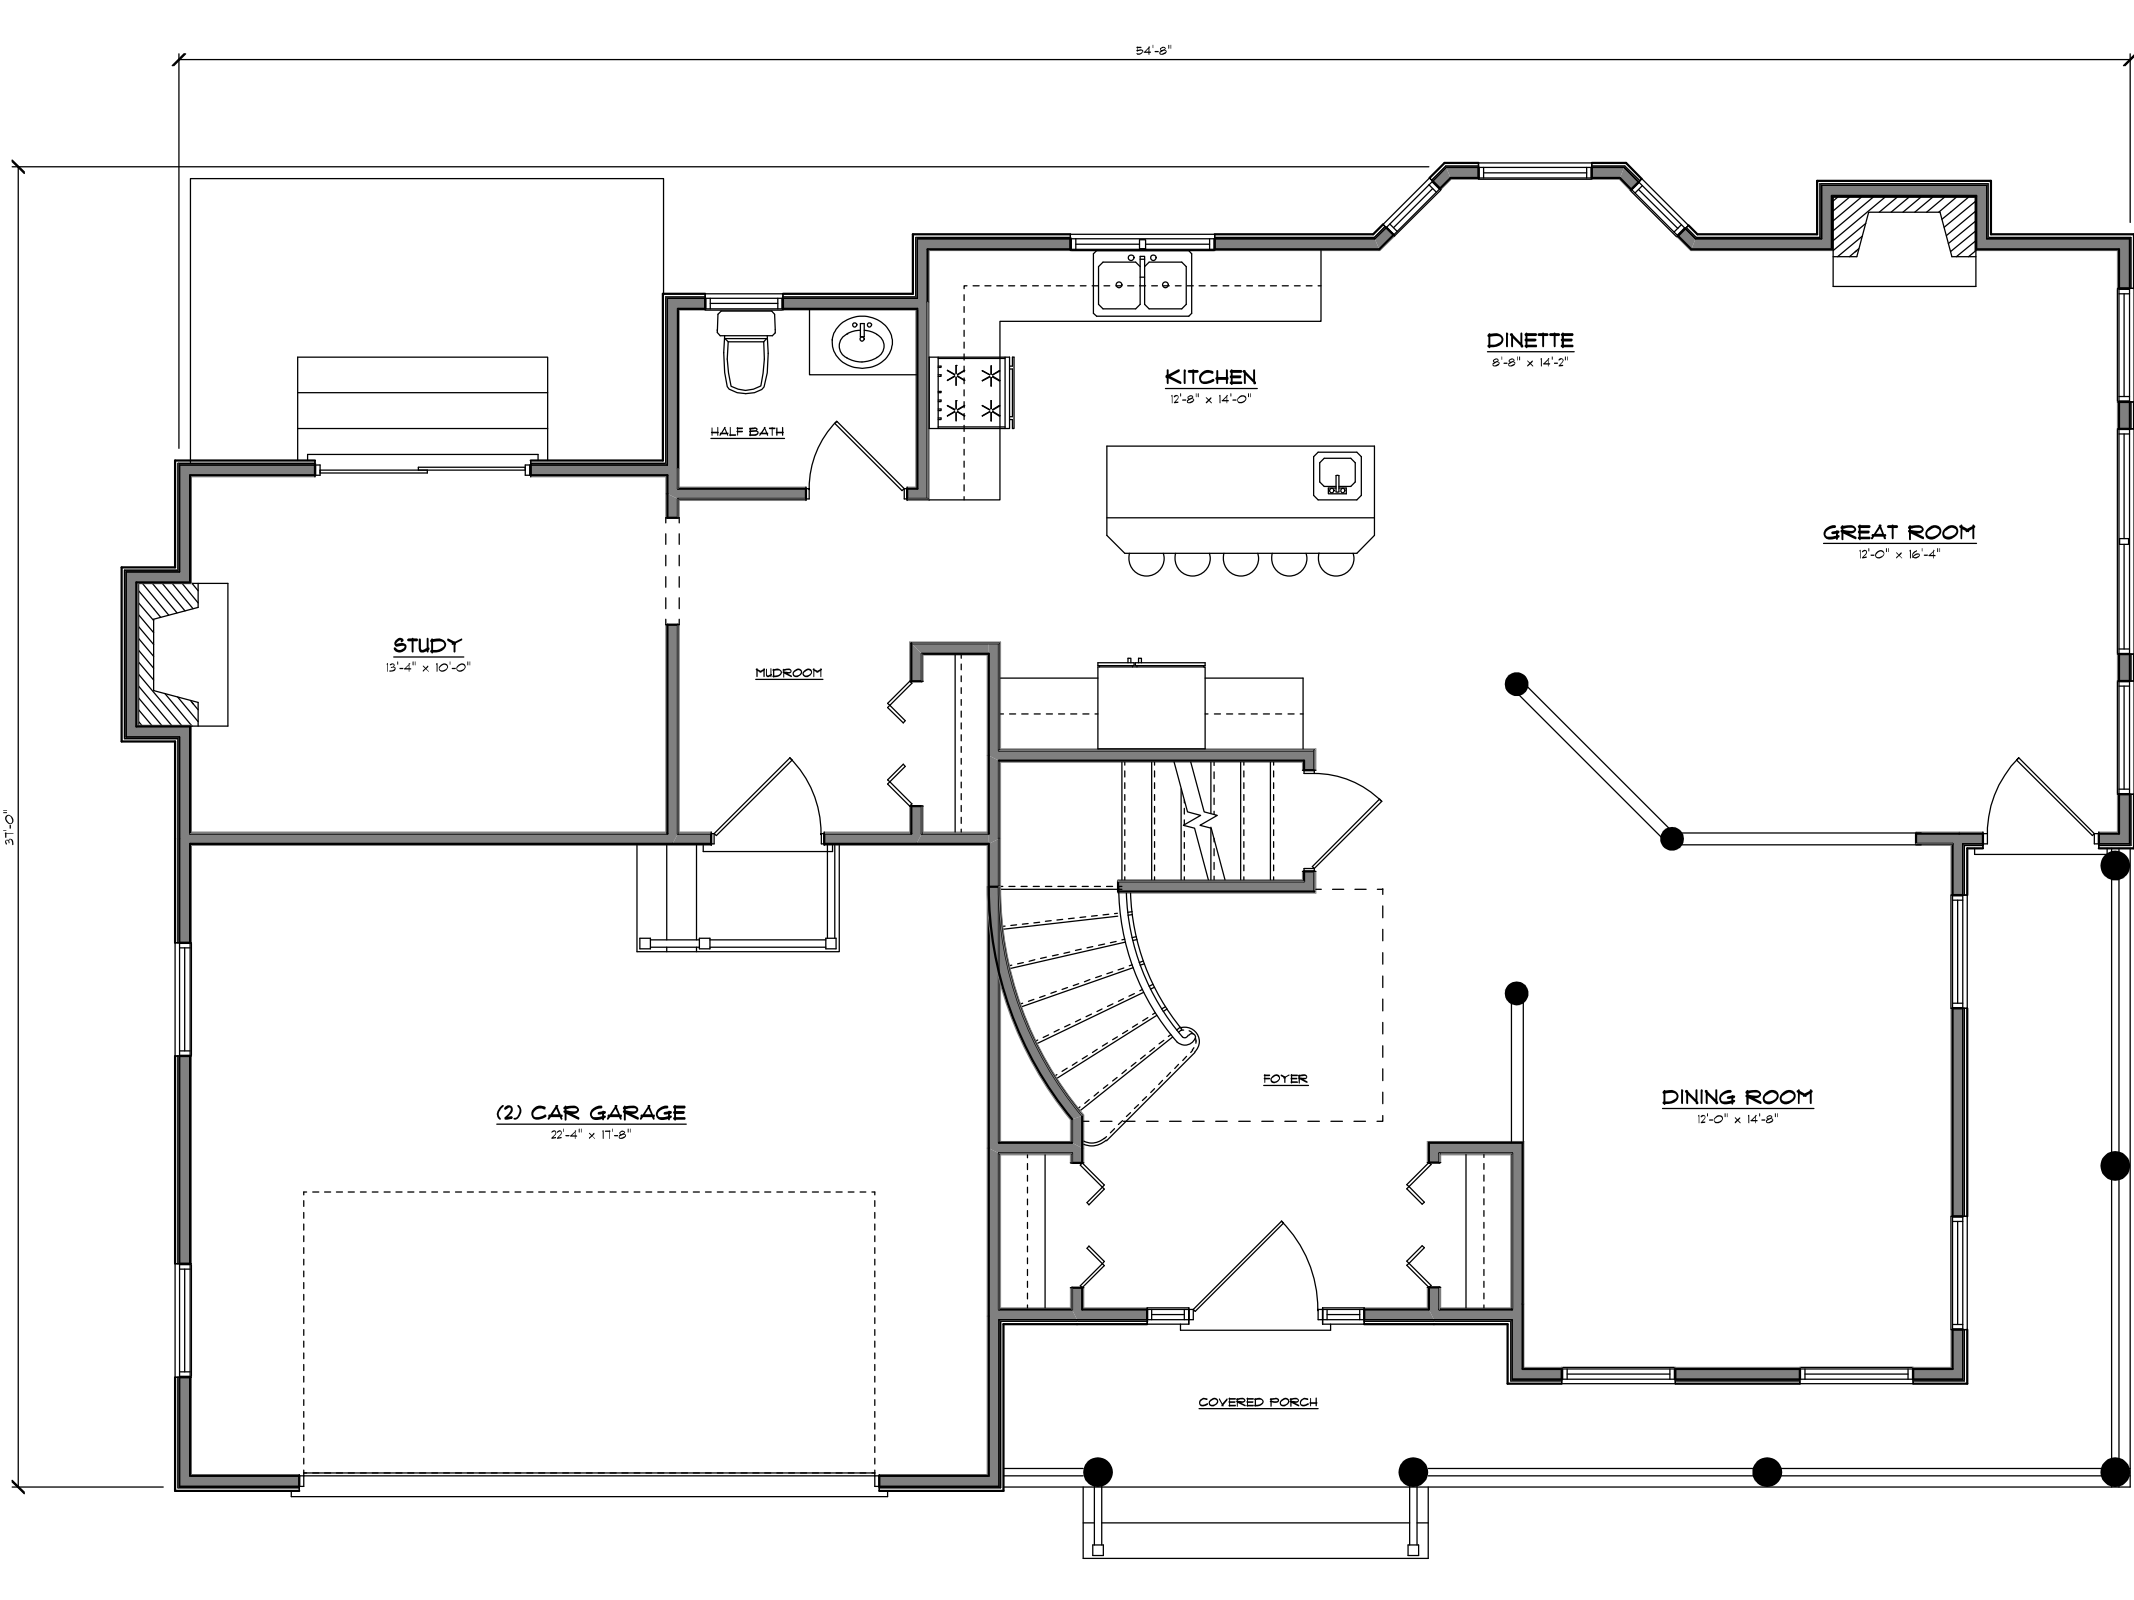 54'-8"
DINETTE
8'-8" x 14'-2"
KITCHEN
12'-8" x 14'-0"
HALF BATH
GREAT ROOM
12'-0" x 16'-4"
STUDY
13'-4" x 10'-0"
MUDROOM
37'-0"
FOYER
DINING ROOM
12'-0" x 14'-8"
(2) CAR GARAGE
22'-4" x 17'-8"
COVERED PORCH